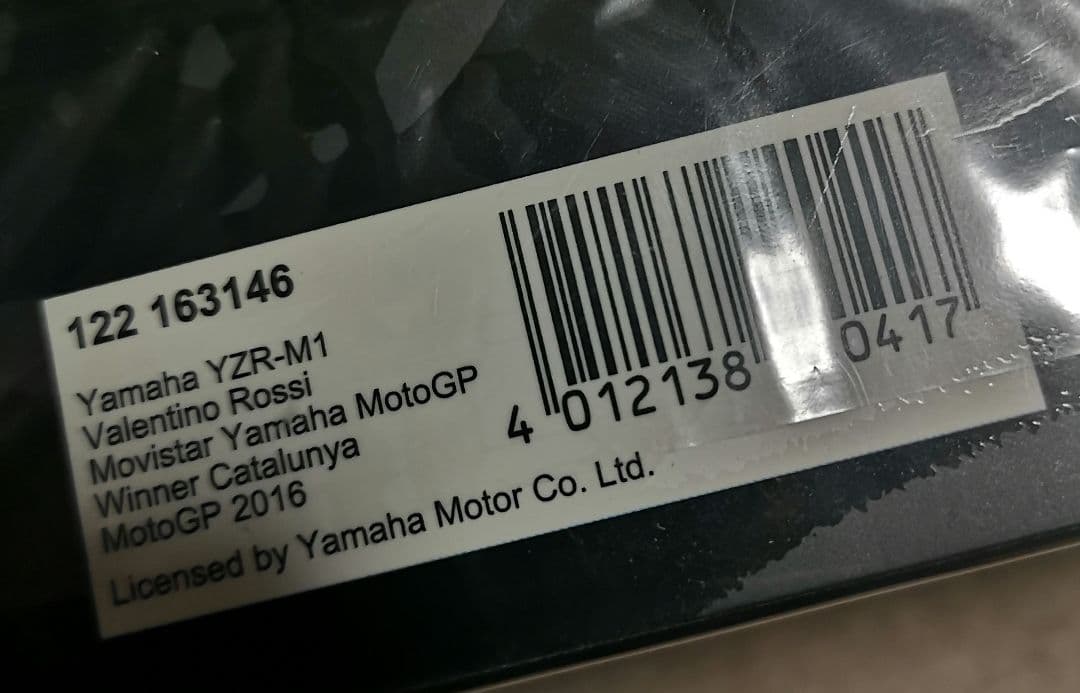 122 163146
Yamaha YZR-M1
Valentino Rossi
Movistar Yamaha MotoGP
Winner Catalunya
MotoGP 2016
Licensed by Yamaha Motor Co. Ltd.
4 012138 0417